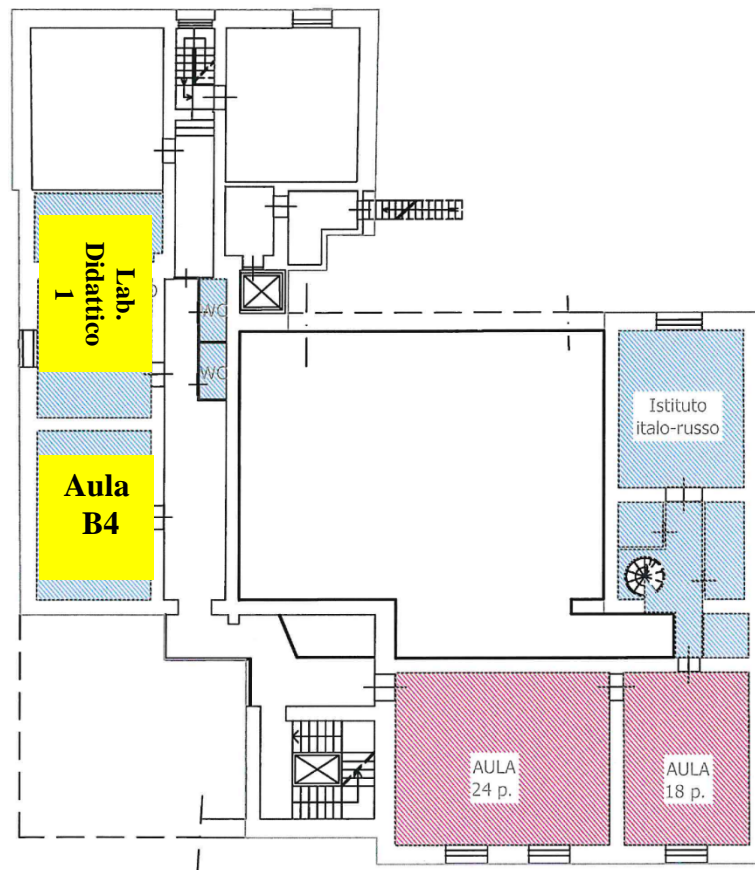 Lab.
Didattico
1
WC
WC
Istituto
italo-russo
Aula
B4
AULA
24 p.
AULA
18 p.